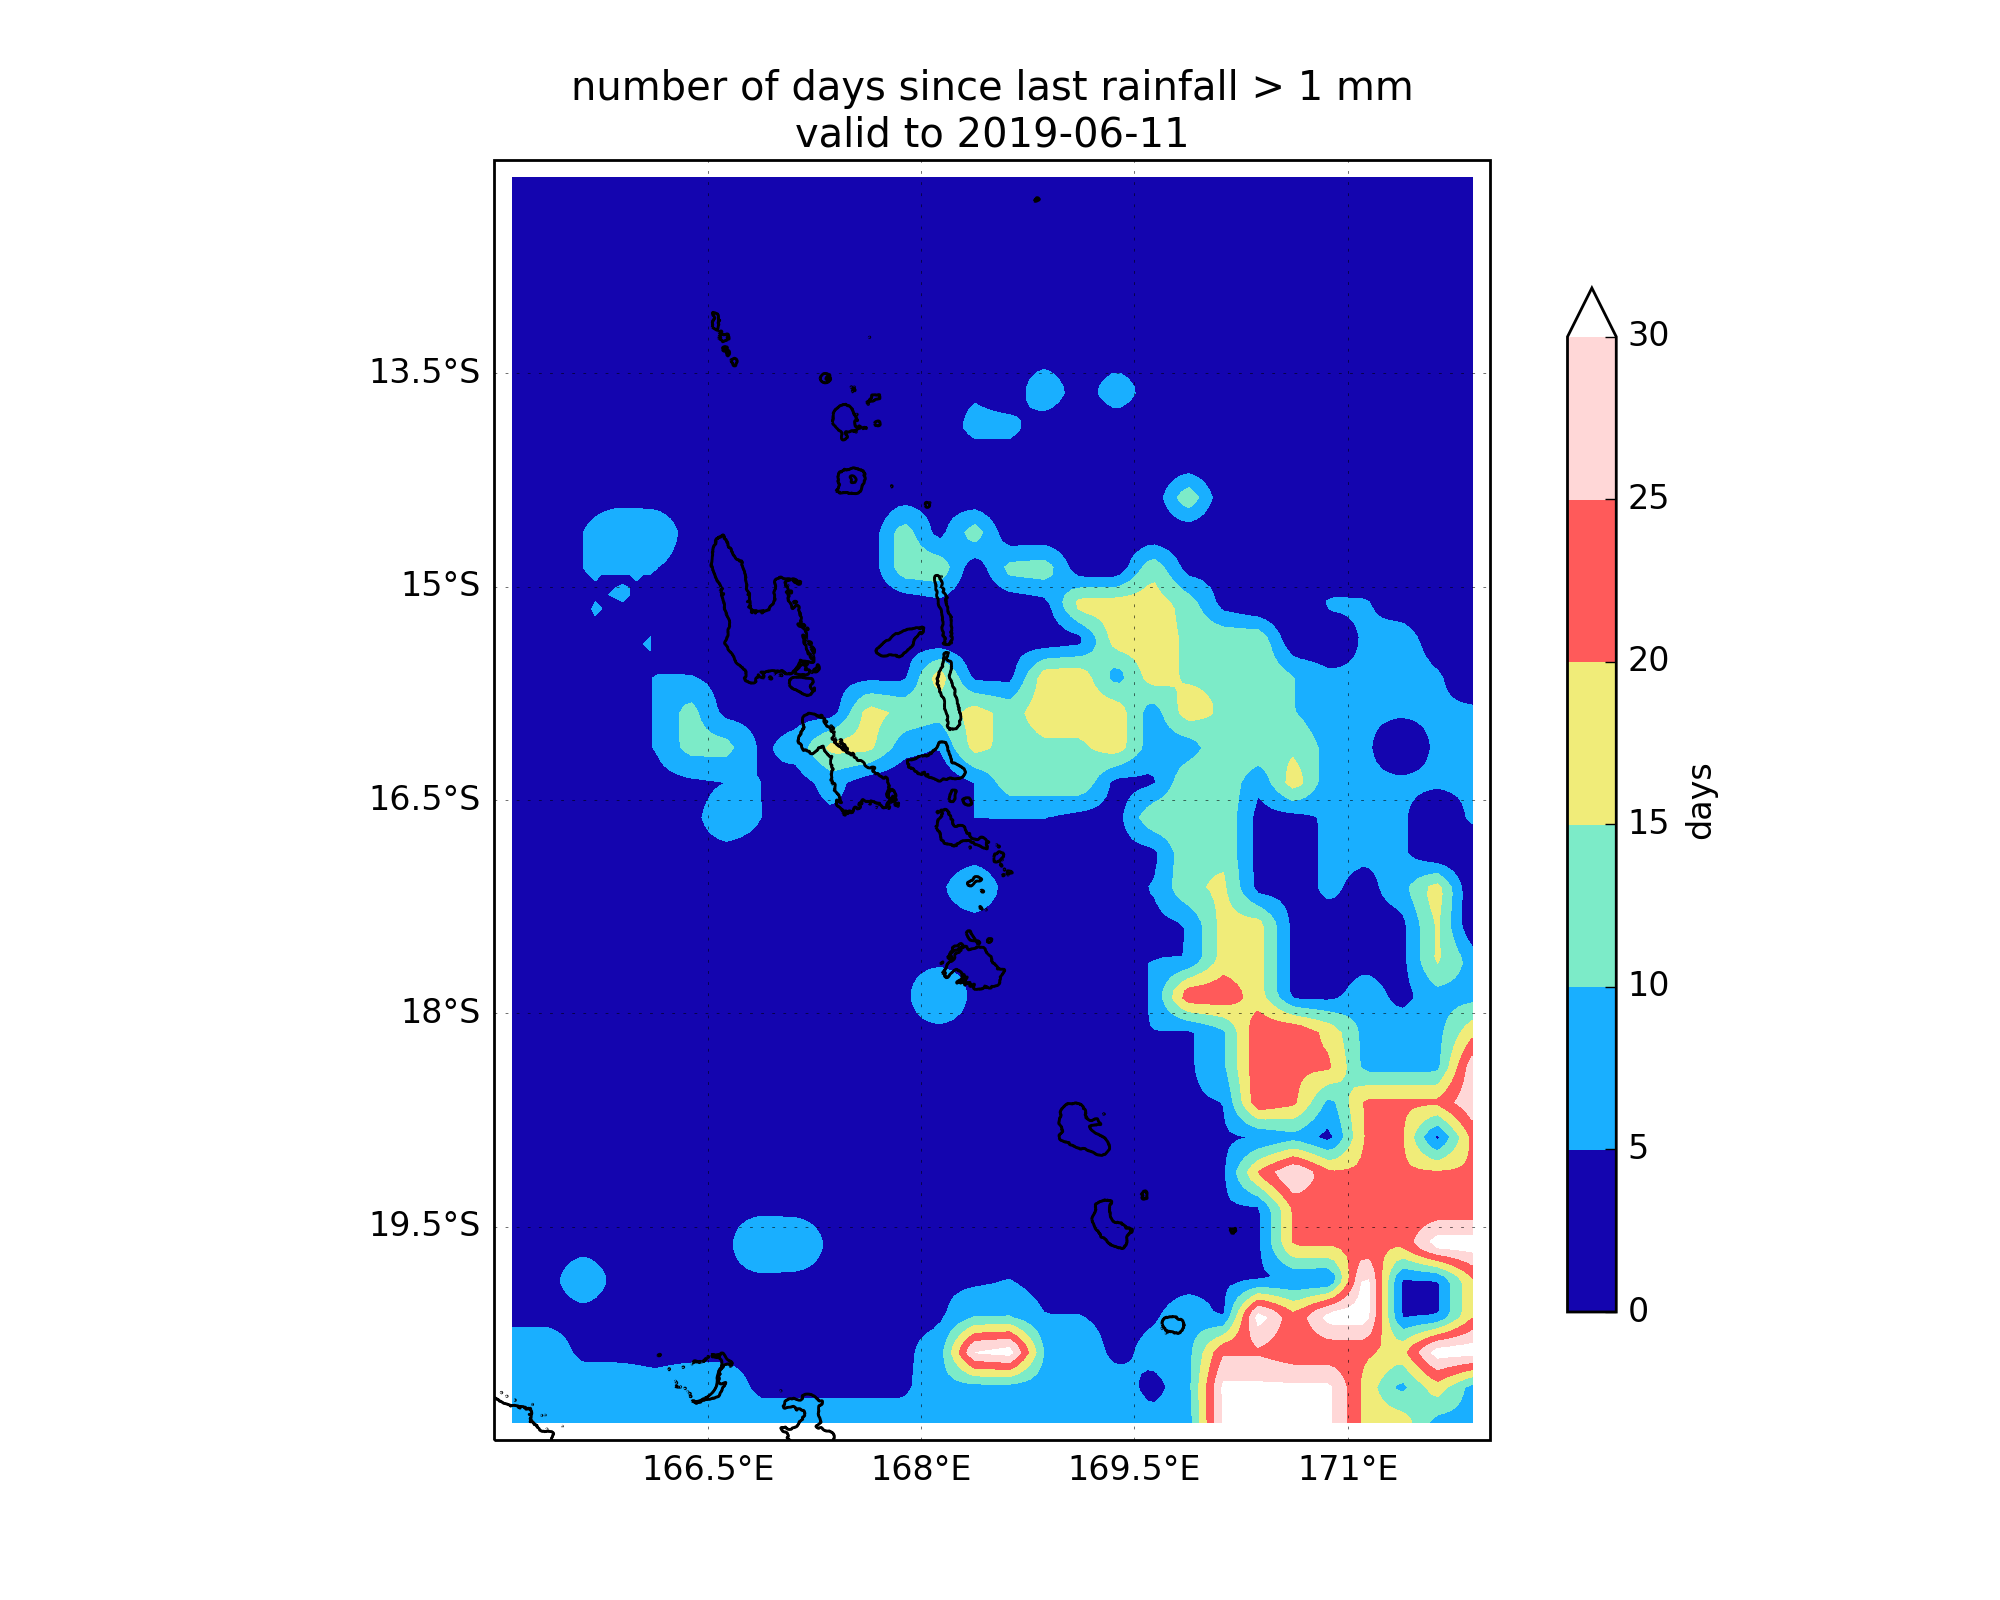 number of days since last rainfall > 1 mm
valid to 2019-06-11
13.5°S
15°S
16.5°S
18°S
19.5°S
166.5°E
168°E
169.5°E
171°E
30
25
20
15
10
5
0
days